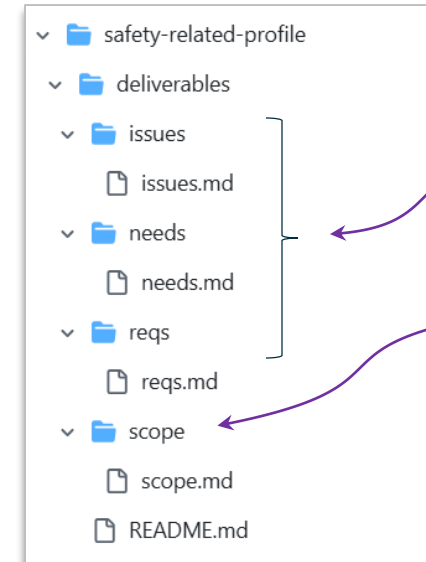 safety-related-profile
deliverables
issues
issues.md
needs
needs.md
reqs
reqs.md
scope
scope.md
README.md